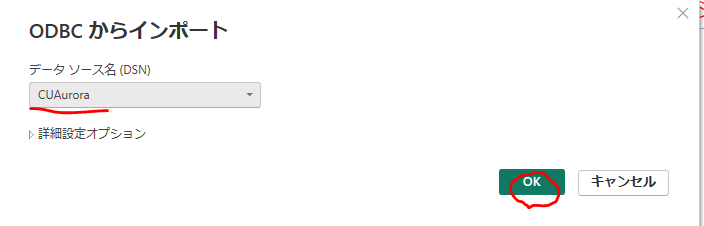 ODBC からインポート
データ ソース名 (DSN)
CUAurora
詳細設定オプション
OK キャンセル